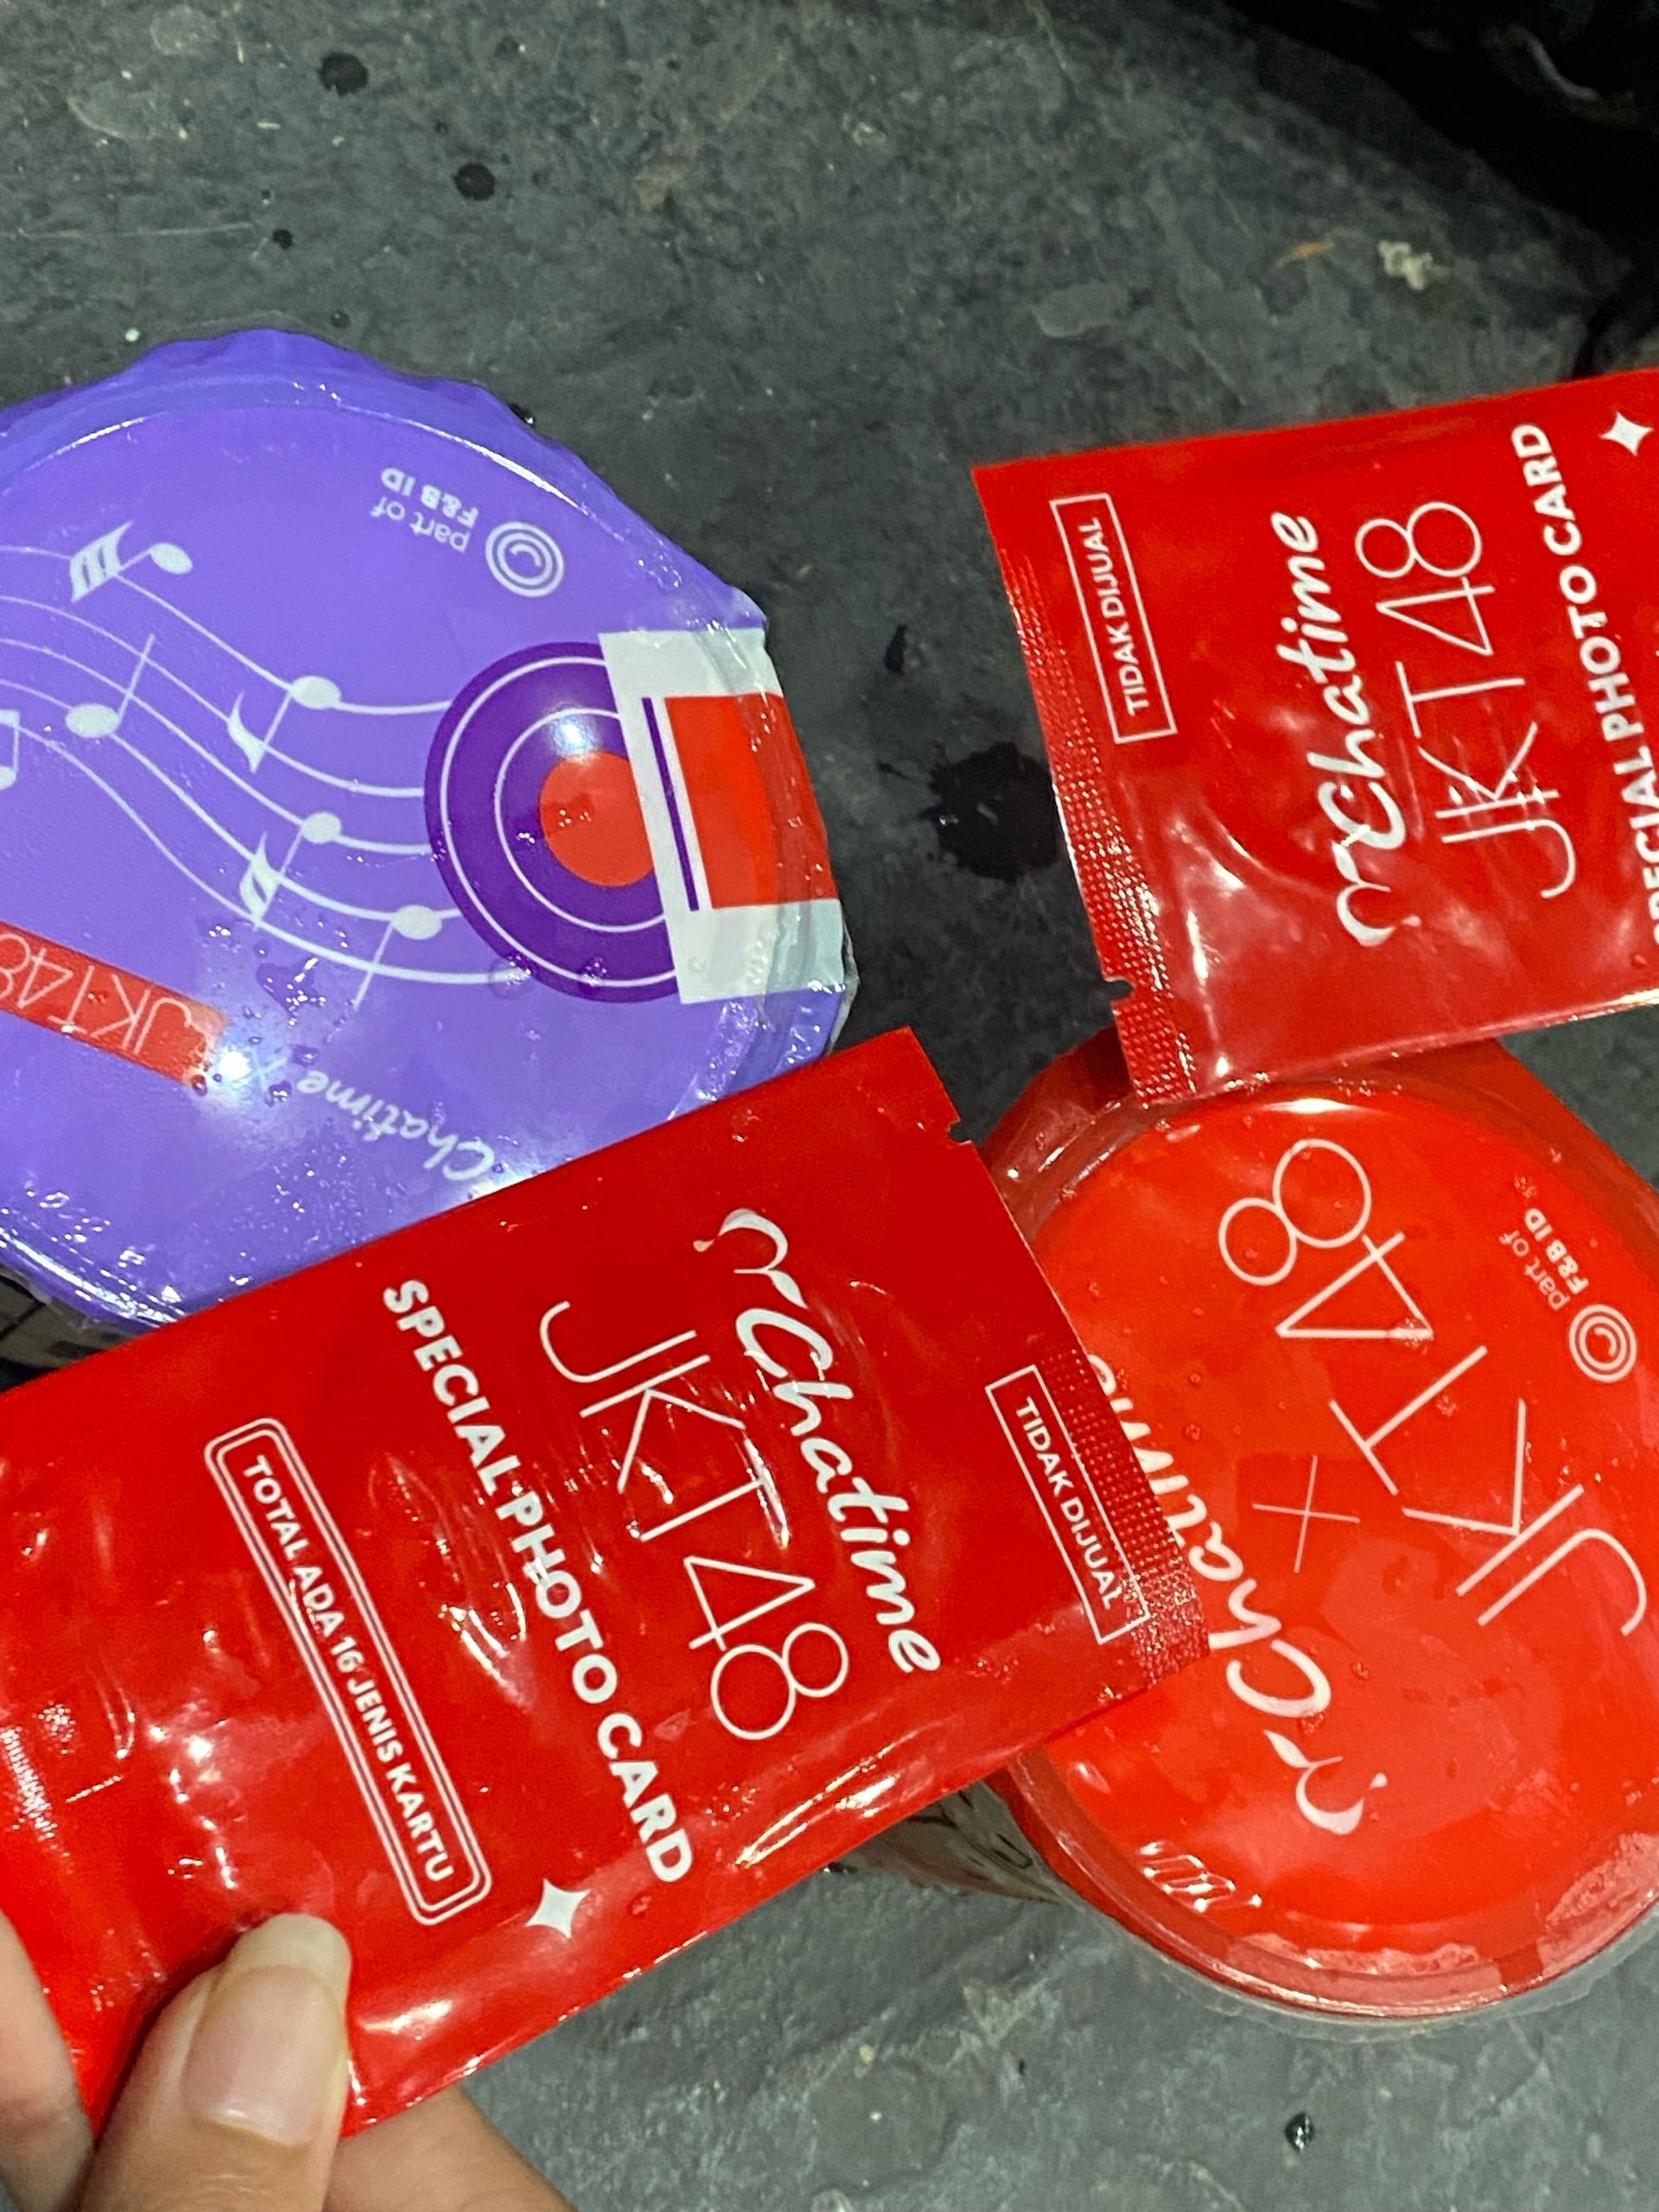 part of
F&B ID
JKT48
Chatime X
TIDAK DIJUAL
Chatime
JKT48
SPECIAL PHOTO CARD
TIDAK DIJUAL
Chatime
JKT48
SPECIAL PHOTO CARD
TOTAL ADA 16 JENIS KARTU
Chatime
X
JKT48
part of
F&B ID